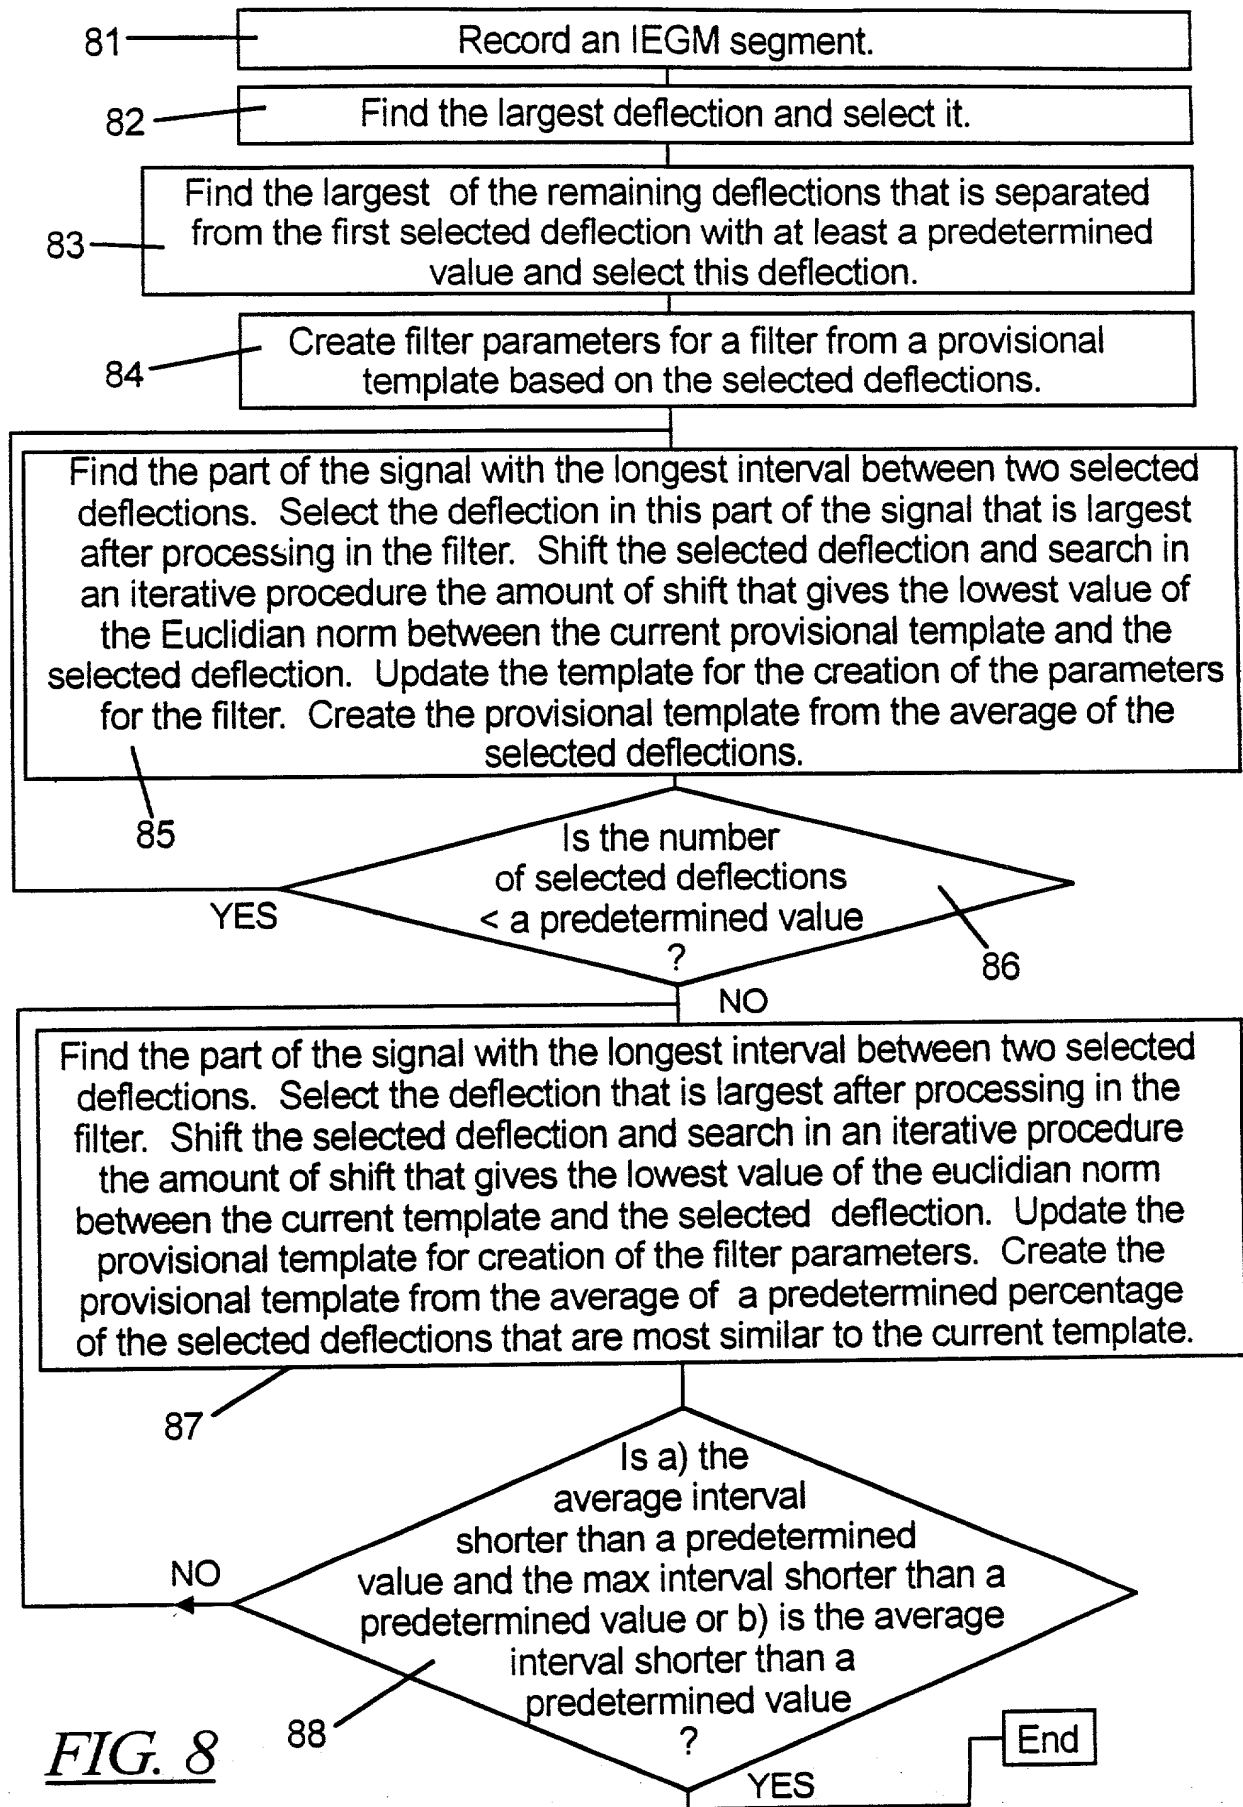 81
Record an IEGM segment.
82
Find the largest deflection and select it.
83
Find the largest of the remaining deflections that is separated
from the first selected deflection with at least a predetermined
value and select this deflection.
84
Create filter parameters for a filter from a provisional
template based on the selected deflections.
Find the part of the signal with the longest interval between two selected
deflections. Select the deflection in this part of the signal that is largest
after processing in the filter. Shift the selected deflection and search in
an iterative procedure the amount of shift that gives the lowest value of
the Euclidian norm between the current provisional template and the
selected deflection. Update the template for the creation of the parameters
for the filter. Create the provisional template from the average of the
selected deflections.
85
Is the number
of selected deflections
< a predetermined value
?
YES
86
NO
Find the part of the signal with the longest interval between two selected
deflections. Select the deflection that is largest after processing in the
filter. Shift the selected deflection and search in an iterative procedure
the amount of shift that gives the lowest value of the euclidian norm
between the current template and the selected deflection. Update the
provisional template for creation of the filter parameters. Create the
provisional template from the average of a predetermined percentage
of the selected deflections that are most similar to the current template.
87
Is a) the
average interval
shorter than a predetermined
value and the max interval shorter than a
predetermined value or b) is the average
interval shorter than a
predetermined value
?
NO
88
YES
End
FIG. 8